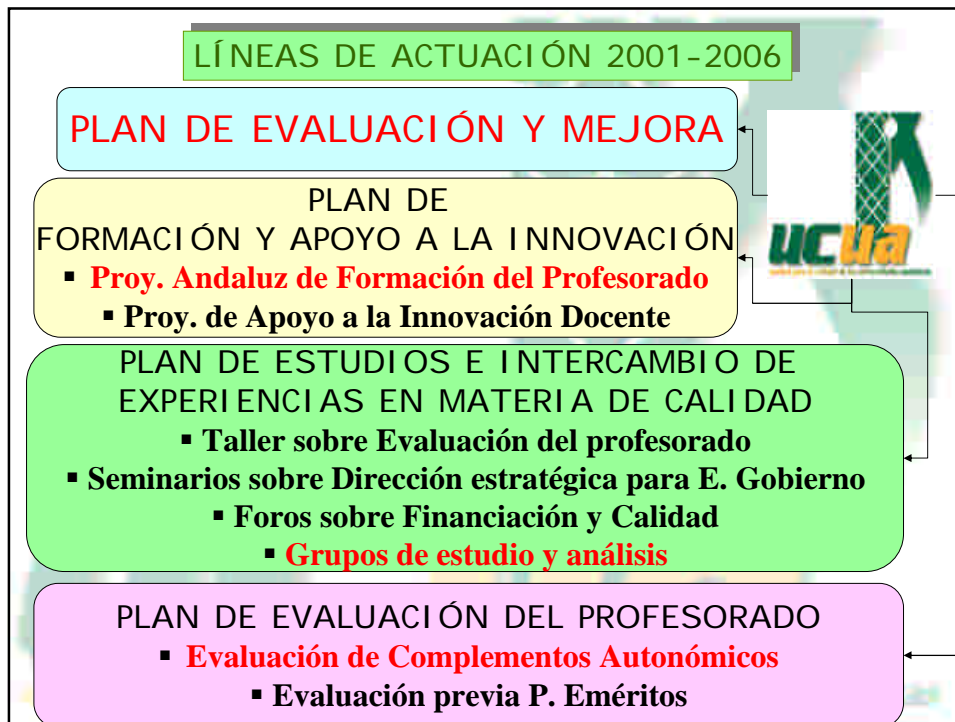 LÍNEAS DE ACTUACIÓN 2001-2006
PLAN DE EVALUACIÓN Y MEJORA
PLAN DE
FORMACIÓN Y APOYO A LA INNOVACIÓN
▪ Proy. Andaluz de Formación del Profesorado
▪ Proy. de Apoyo a la Innovación Docente
ucua
PLAN DE ESTUDIOS E INTERCAMBIO DE
EXPERIENCIAS EN MATERIA DE CALIDAD
▪ Taller sobre Evaluación del profesorado
▪ Seminarios sobre Dirección estratégica para E. Gobierno
▪ Foros sobre Financiación y Calidad
▪ Grupos de estudio y análisis
PLAN DE EVALUACIÓN DEL PROFESORADO
▪ Evaluación de Complementos Autonómicos
▪ Evaluación previa P. Eméritos